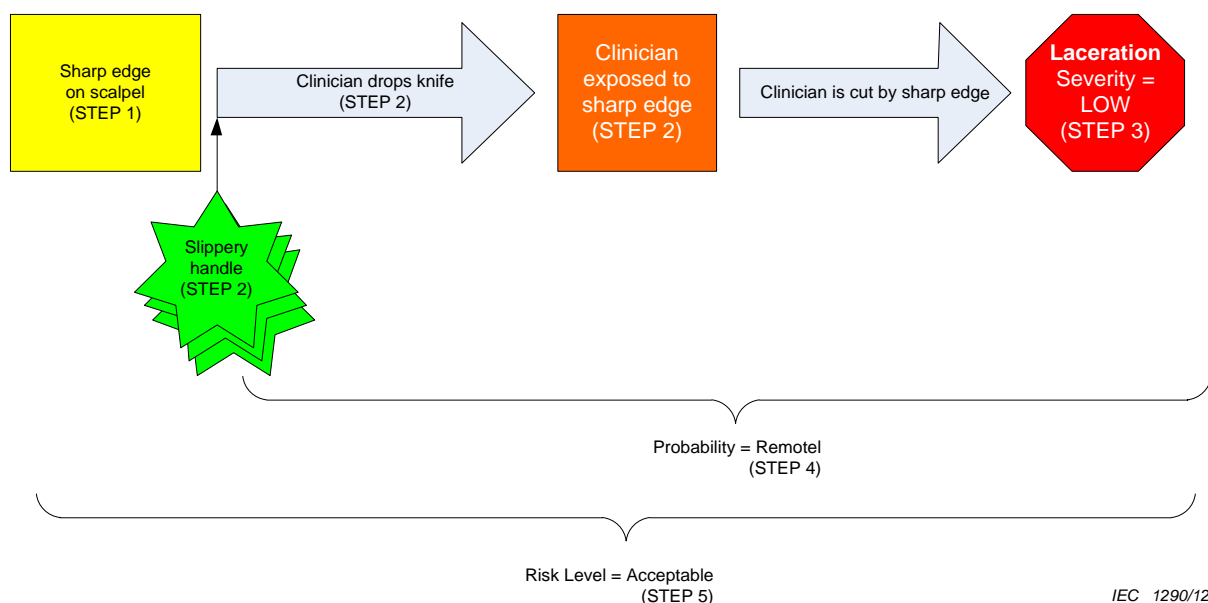 Sharp edge
on scalpel
(STEP 1)
Clinician drops knife
(STEP 2)
Clinician
exposed to
sharp edge
(STEP 2)
Clinician is cut by sharp edge
Laceration
Severity =
LOW
(STEP 3)
Slippery
handle
(STEP 2)
Probability = Remotel
(STEP 4)
Risk Level = Acceptable
(STEP 5)
IEC 1290/12